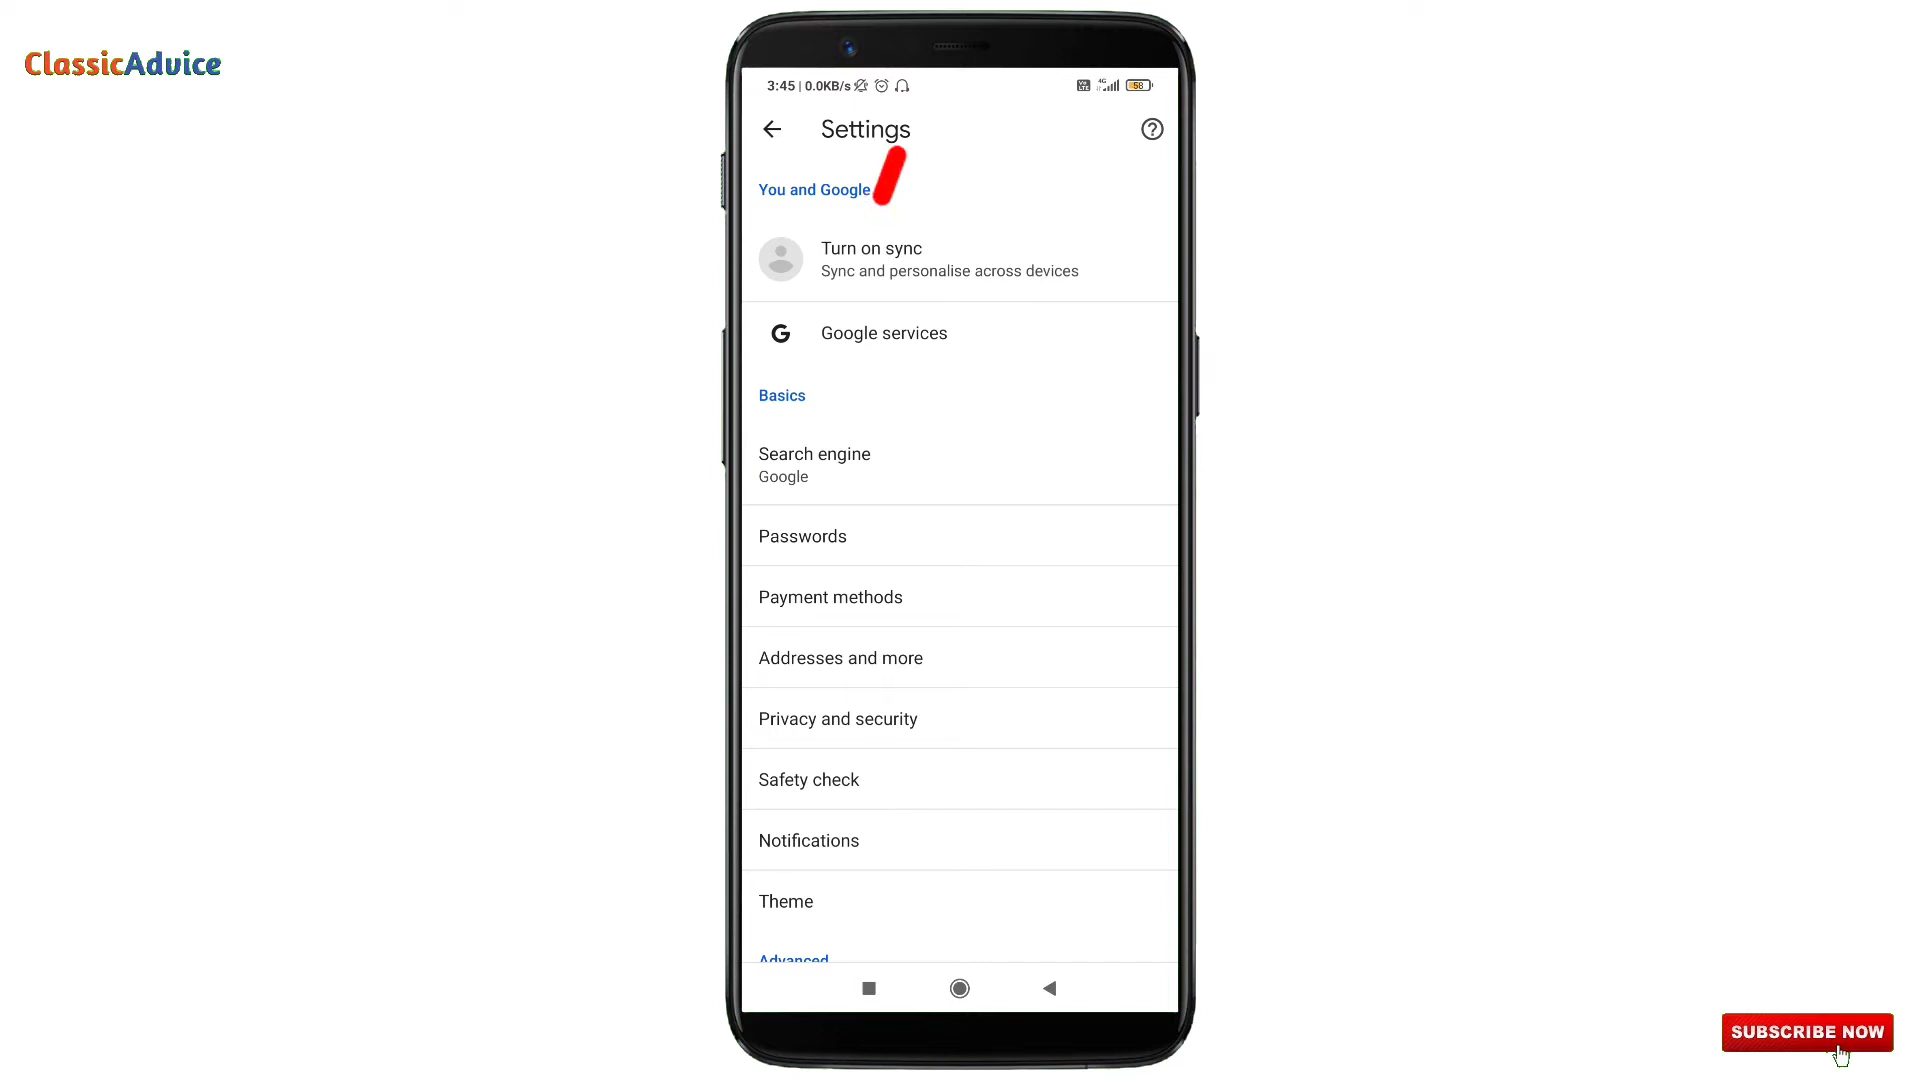 ClassicAdvice
3:45 | 0.0KB/s
4G
58
Settings
You and Google
Turn on sync
Sync and personalise across devices
G Google services
Basics
Search engine
Google
Passwords
Payment methods
Addresses and more
Privacy and security
Safety check
Notifications
Theme
Advanced
SUBSCRIBE NOW